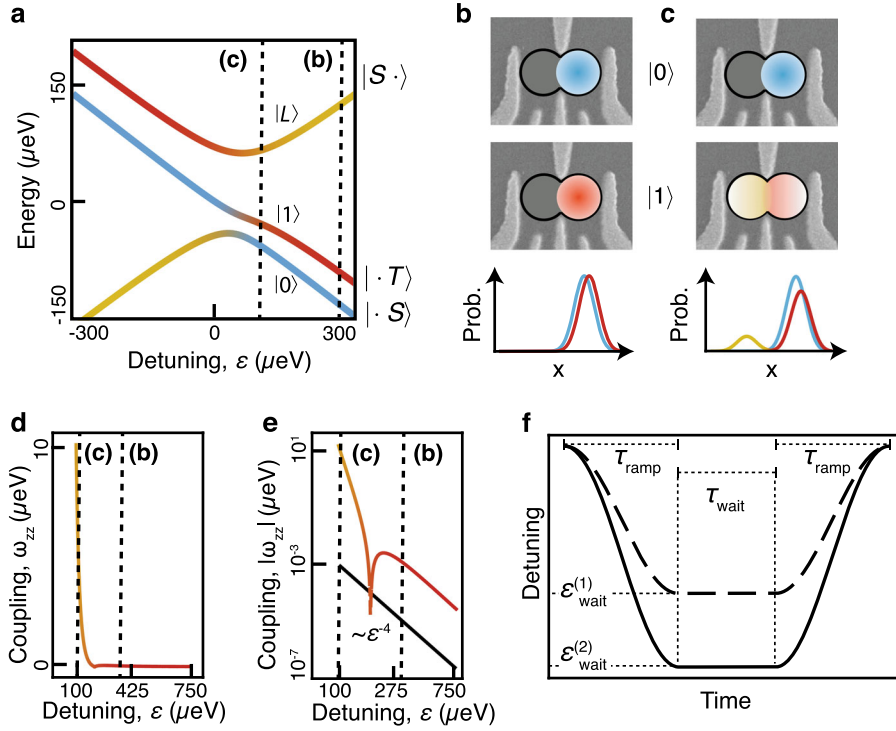 a
b
c
Energy (μeV)
150
0
-150
(c)
(b)
|S ·⟩
|L⟩
|1⟩
|0⟩
|· T⟩
|· S⟩
-300
0
300
Detuning, ε (μeV)
|0⟩
|1⟩
Prob.
x
Prob.
x
d
Coupling, ω_zz (μeV)
10
0
(c)
(b)
100
425
750
Detuning, ε (μeV)
e
Coupling, |ω_zz| (μeV)
10¹
10⁻³
10⁻⁷
(c)
(b)
~ε⁻⁴
100
275
750
Detuning, ε (μeV)
f
Detuning
τ_ramp
τ_ramp
τ_wait
ε_wait^(1)
ε_wait^(2)
Time